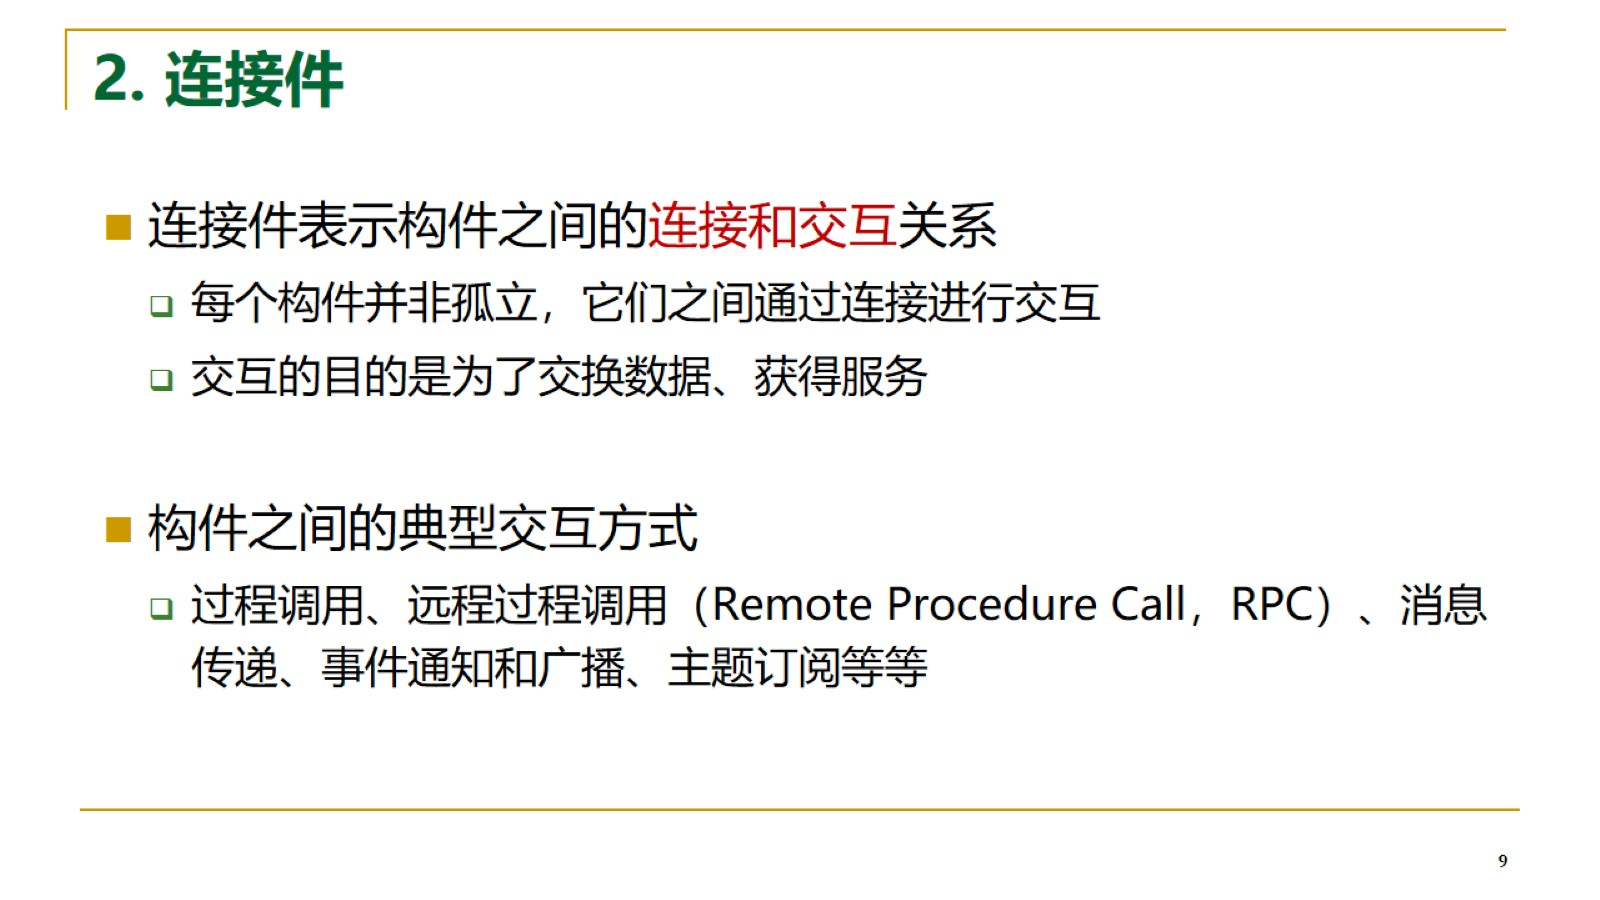 2. 连接件
连接件表示构件之间的连接和交互关系
每个构件并非孤立，它们之间通过连接进行交互
交互的目的是为了交换数据、获得服务
构件之间的典型交互方式
过程调用、远程过程调用（Remote Procedure Call，RPC）、消息
传递、事件通知和广播、主题订阅等等
9